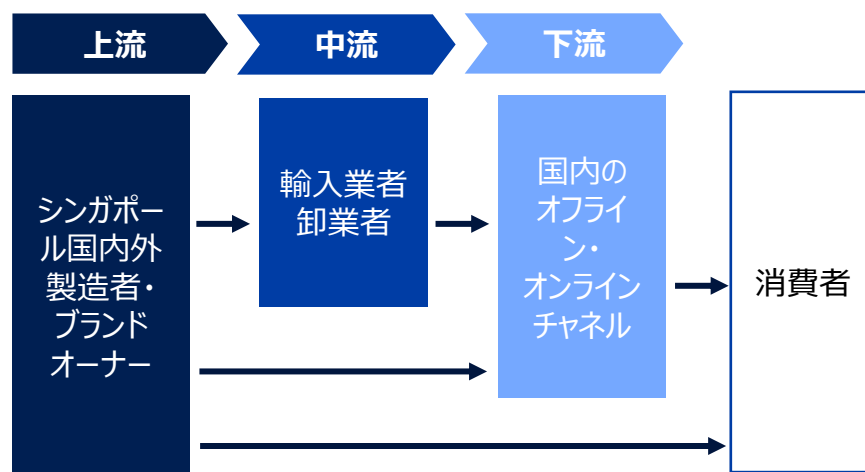 上流
中流
下流
シンガポー
ル国内外
製造者・
ブランド
オーナー
輸入業者
卸業者
国内の
オフライ
ン・
オンライン
チャネル
消費者